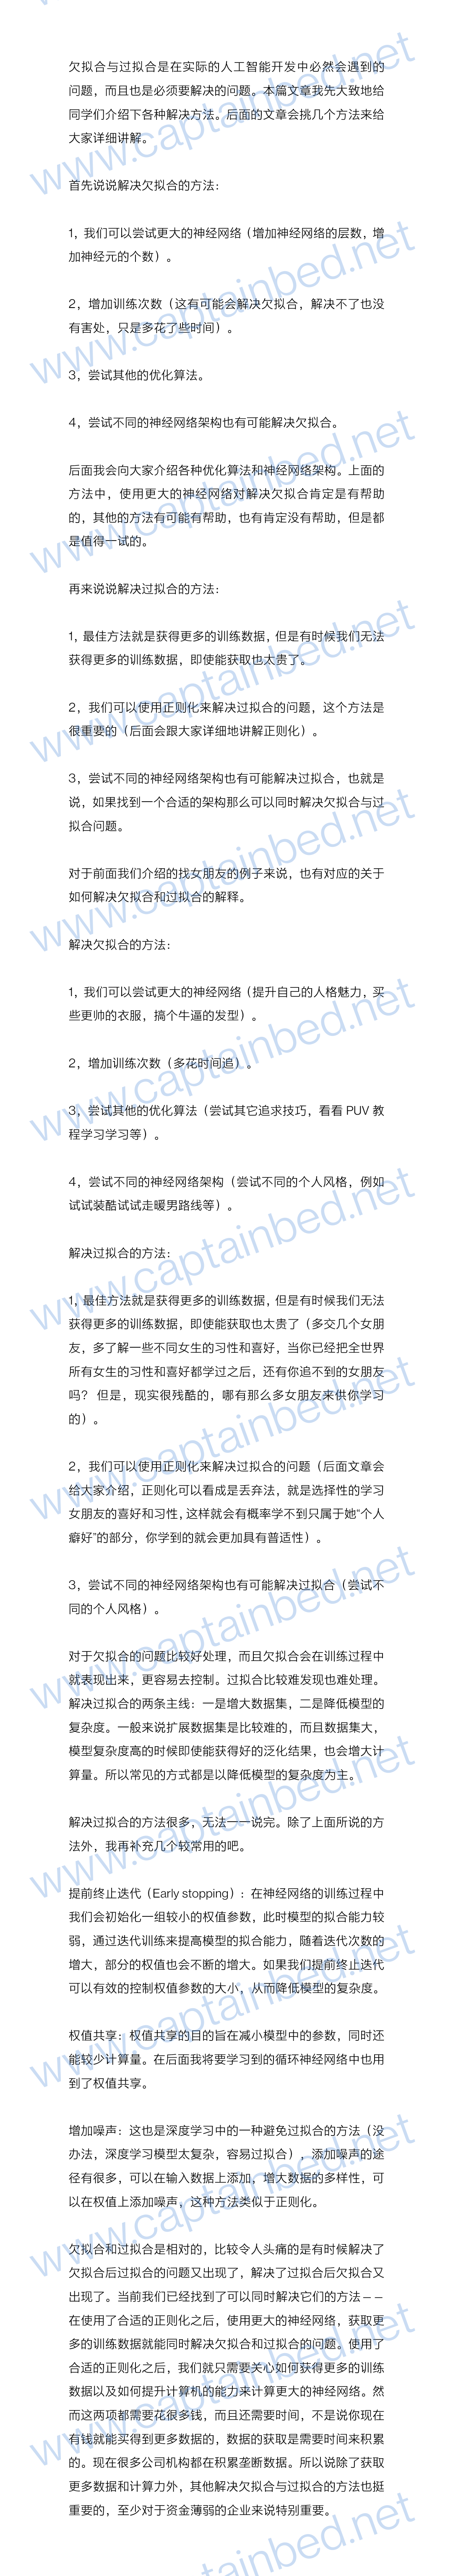 欠拟合与过拟合是在实际的人工智能开发中必然会遇到的
问题，而且也是必须要解决的问题。本篇文章我先大致地给
同学们介绍下各种解决方法。后面的文章会挑几个方法来给
大家详细讲解。
首先说说解决欠拟合的方法：
1，我们可以尝试更大的神经网络（增加神经网络的层数，增
加神经元的个数）。
2，增加训练次数（这有可能会解决欠拟合，解决不了也没
有害处，只是多花了些时间）。
3，尝试其他的优化算法。
4，尝试不同的神经网络架构也有可能解决欠拟合。
后面我会向大家介绍各种优化算法和神经网络架构。上面的
方法中，使用更大的神经网络对解决欠拟合肯定是有帮助
的，其他的方法有可能有帮助，也有肯定没有帮助，但是都
是值得一试的。
再来说说解决过拟合的方法：
1，最佳方法就是获得更多的训练数据，但是有时候我们无法
获得更多的训练数据，即使能获取也太贵了。
2，我们可以使用正则化来解决过拟合的问题，这个方法是
很重要的（后面会跟大家详细地讲解正则化）。
3，尝试不同的神经网络架构也有可能解决过拟合，也就是
说，如果找到一个合适的架构那么可以同时解决欠拟合与过
拟合问题。
对于前面我们介绍的找女朋友的例子来说，也有对应的关于
如何解决欠拟合和过拟合的解释。
解决欠拟合的方法：
1，我们可以尝试更大的神经网络（提升自己的人格魅力，买
些更帅的衣服，搞个牛逼的发型）。
2，增加训练次数（多花时间追）。
3，尝试其他的优化算法（尝试其它追求技巧，看看 PUV 教
程学习学习等）。
4，尝试不同的神经网络架构（尝试不同的个人风格，例如
试试装酷试试走暖男路线等）。
解决过拟合的方法：
1，最佳方法就是获得更多的训练数据，但是有时候我们无法
获得更多的训练数据，即使能获取也太贵了（多交几个女朋
友，多了解一些不同女生的习性和喜好，当你已经把全世界
所有女生的习性和喜好都学过之后，还有你追不到的女朋友
吗？ 但是，现实很残酷的，哪有那么多女朋友来供你学习
的）。
2，我们可以使用正则化来解决过拟合的问题（后面文章会
给大家介绍，正则化可以看成是丢弃法，就是选择性的学习
女朋友的喜好和习性，这样就会有概率学不到只属于她“个人
癖好”的部分，你学到的就会更加具有普适性）。
3，尝试不同的神经网络架构也有可能解决过拟合（尝试不
同的个人风格）。
对于欠拟合的问题比较好处理，而且欠拟合会在训练过程中
就表现出来，更容易去控制。过拟合比较难发现也难处理。
解决过拟合的两条主线：一是增大数据集，二是降低模型的
复杂度。一般来说扩展数据集是比较难的，而且数据集大，
模型复杂度高的时候即使能获得好的泛化结果，也会增大计
算量。所以常见的方式都是以降低模型的复杂度为主。
解决过拟合的方法很多，无法一一说完。除了上面所说的方
法外，我再补充几个较常用的吧。
提前终止迭代（Early stopping）：在神经网络的训练过程中
我们会初始化一组较小的权值参数，此时模型的拟合能力较
弱，通过迭代训练来提高模型的拟合能力，随着迭代次数的
增大，部分的权值也会不断的增大。如果我们提前终止迭代
可以有效的控制权值参数的大小，从而降低模型的复杂度。
权值共享：权值共享的目的旨在减小模型中的参数，同时还
能较少计算量。在后面我将要学习到的循环神经网络中也用
到了权值共享。
增加噪声：这也是深度学习中的一种避免过拟合的方法（没
办法，深度学习模型太复杂，容易过拟合），添加噪声的途
径有很多，可以在输入数据上添加，增大数据的多样性，可
以在权值上添加噪声，这种方法类似于正则化。
欠拟合和过拟合是相对的，比较令人头痛的是有时候解决了
欠拟合后过拟合的问题又出现了，解决了过拟合后欠拟合又
出现了。当前我们已经找到了可以同时解决它们的方法——
在使用了合适的正则化之后，使用更大的神经网络，获取更
多的训练数据就能同时解决欠拟合和过拟合的问题。使用了
合适的正则化之后，我们就只需要关心如何获得更多的训练
数据以及如何提升计算机的能力来计算更大的神经网络。然
而这两项都需要花很多钱，而且还需要时间，不是说你现在
有钱就能买得到更多数据的，数据的获取是需要时间来积累
的。现在很多公司机构都在积累垄断数据。所以说除了获取
更多数据和计算力外，其他解决欠拟合与过拟合的方法也挺
重要的，至少对于资金薄弱的企业来说特别重要。
www.captainbed.net
www.captainbed.net
www.captainbed.net
www.captainbed.net
www.captainbed.net
www.captainbed.net
www.captainbed.net
www.captainbed.net
www.captainbed.net
www.captainbed.net
www.captainbed.net
www.captainbed.net
www.captainbed.net